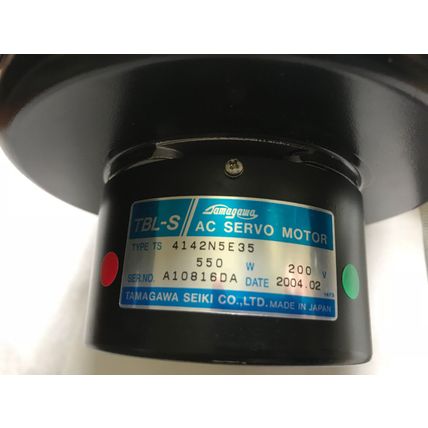 TBL-S Tamagawa AC SERVO MOTOR
TYPE TS 4142N5E35
550 W 200 V
SER.NO. A10816DA DATE 2004.02
TAMAGAWA SEIKI CO.,LTD. MADE IN JAPAN